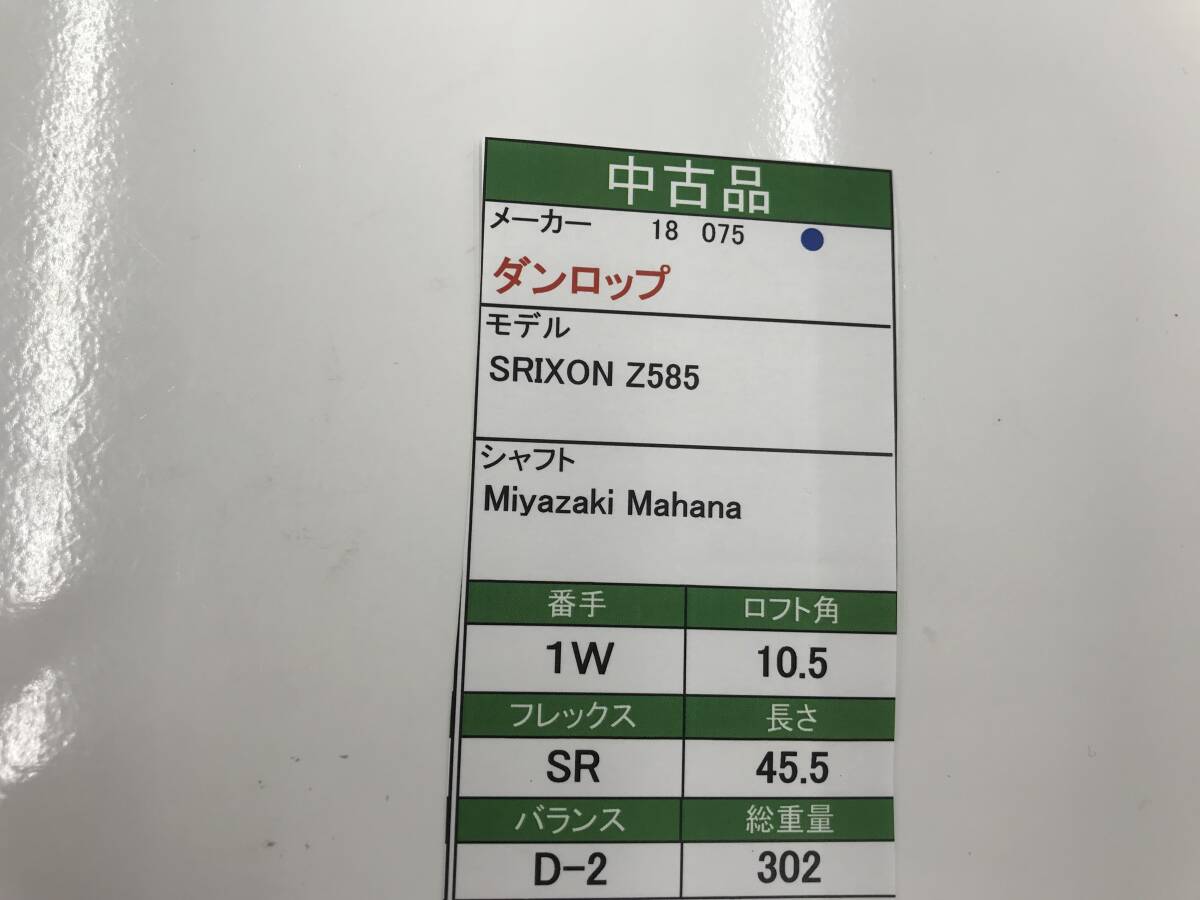 中古品
メーカー 18 075
ダンロップ
モデル
SRIXON Z585
シャフト
Miyazaki Mahana
番手 ロフト角
1W 10.5
フレックス 長さ
SR 45.5
バランス 総重量
D-2 302